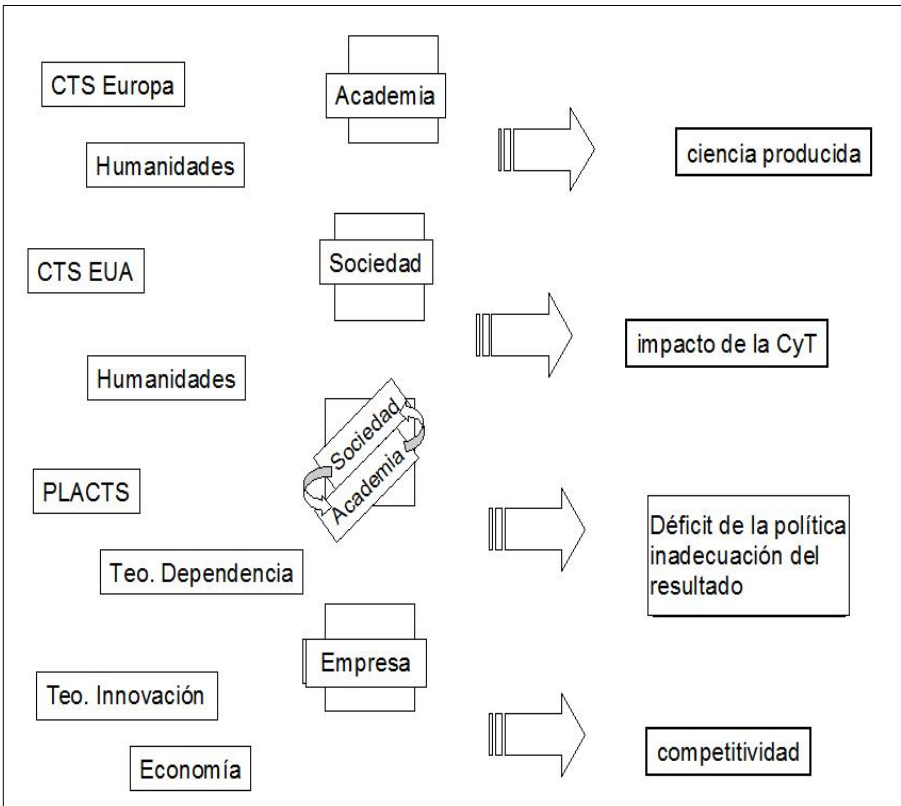 CTS Europa
Academia
Humanidades
ciencia producida
CTS EUA
Sociedad
Humanidades
impacto de la CyT
Sociedad
Academia
PLACTS
Déficit de la política
inadecuación del
resultado
Teo. Dependencia
Empresa
Teo. Innovación
Economía
competitividad